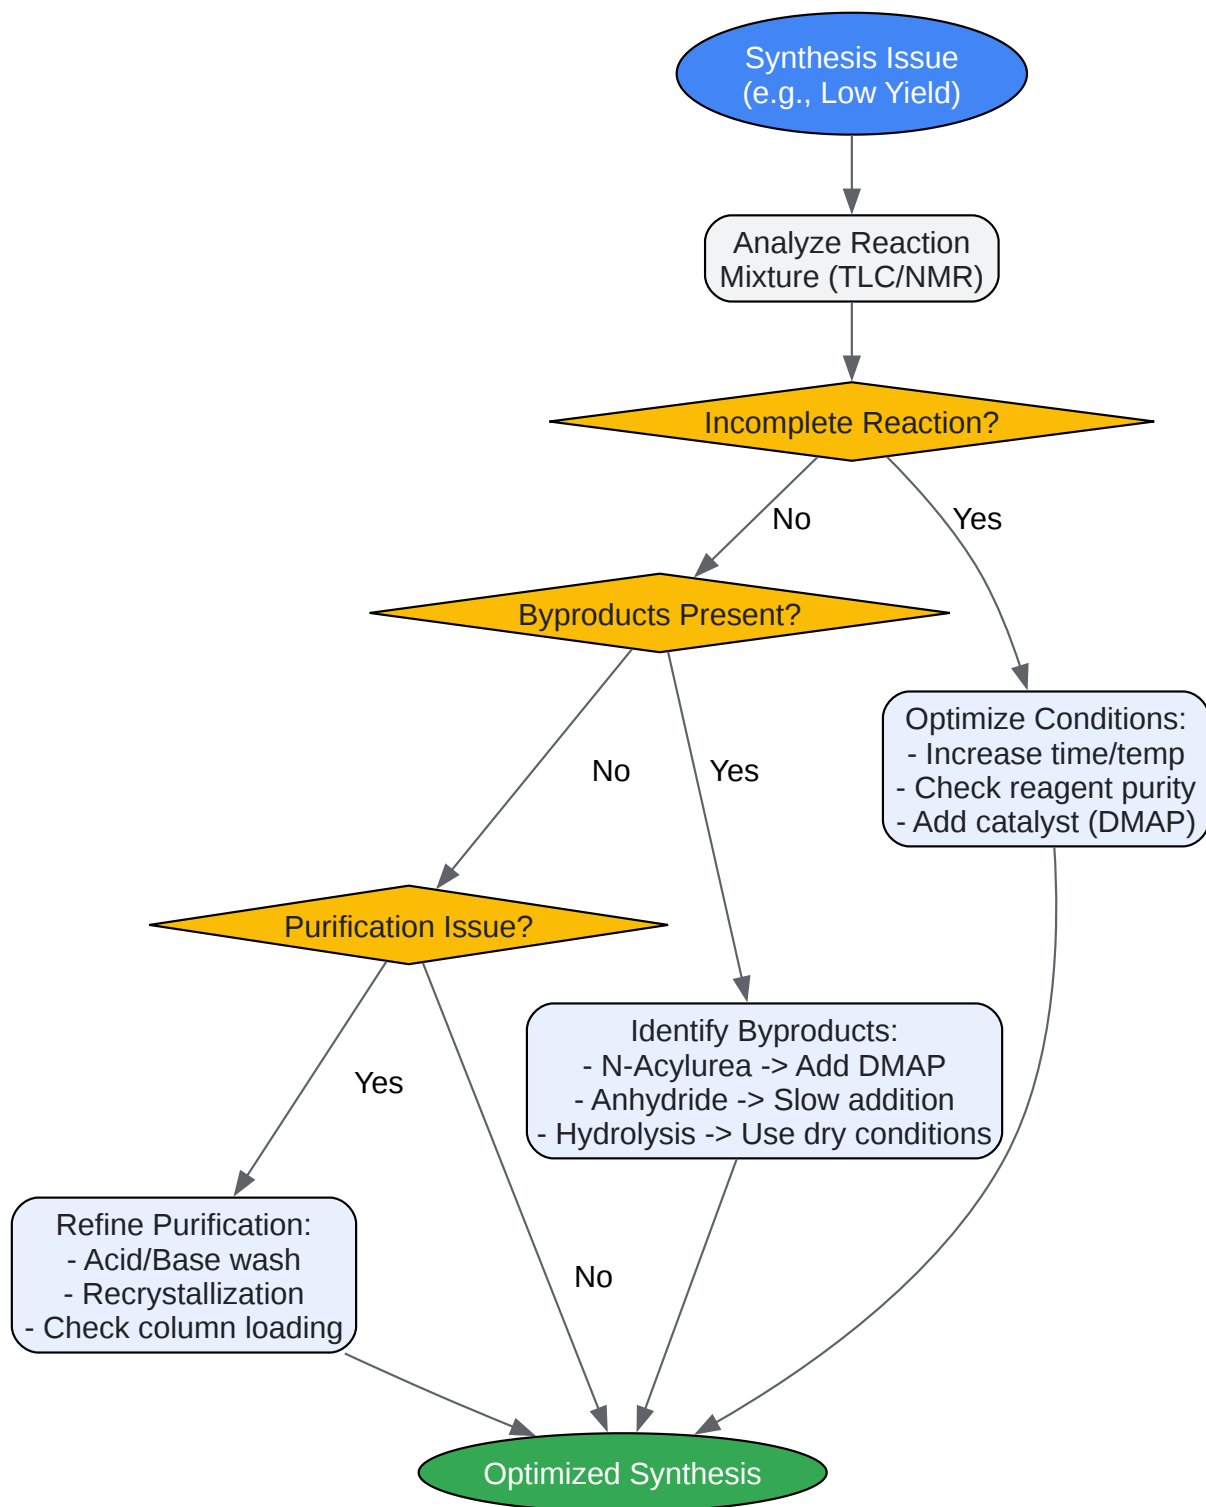 Synthesis Issue
(e.g., Low Yield)
Analyze Reaction
Mixture (TLC/NMR)
Incomplete Reaction?
No
Yes
Byproducts Present?
Optimize Conditions:
- Increase time/temp
- Check reagent purity
- Add catalyst (DMAP)
No
Yes
Purification Issue?
Identify Byproducts:
- N-Acylurea -> Add DMAP
- Anhydride -> Slow addition
- Hydrolysis -> Use dry conditions
Yes
Refine Purification:
- Acid/Base wash
- Recrystallization
- Check column loading
No
Optimized Synthesis